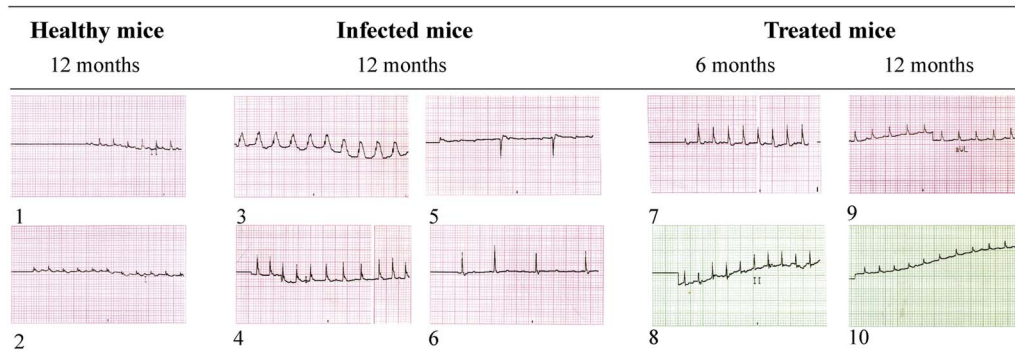 Healthy mice Infected mice Treated mice
12 months 12 months 6 months 12 months
1 3 5 7 9
aVL
2 4 6 8 10
II